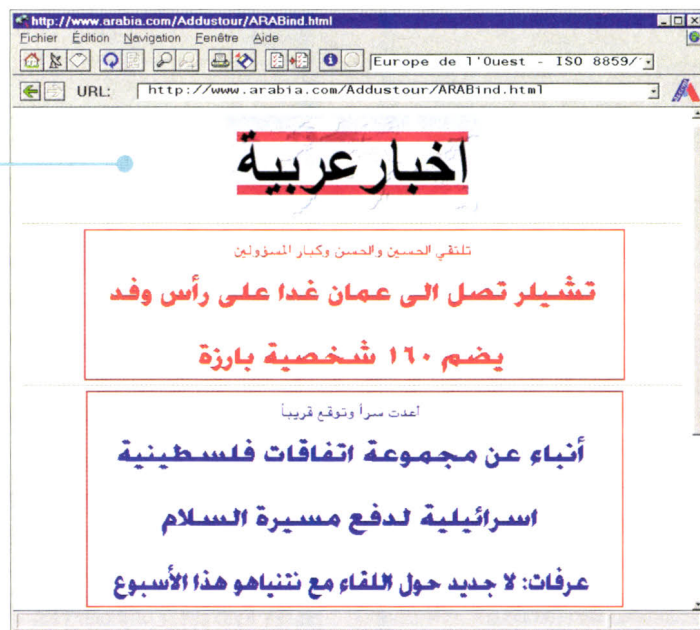 http://www.arabia.com/Addustour/ARABind.html
Fichier Édition Navigation Fenêtre Aide
Europe de l'Ouest - ISO 8859/
URL: http://www.arabia.com/Addustour/ARABind.html
اخبار عربية
تلتقي الحسين والحسن وكبار المسؤولين
تشيلر تصل الى عمان غدا على رأس وفد
يضم ١٦٠ شخصية بارزة
اعدت سراً وتوقع قريباً
أنباء عن مجموعة اتفاقات فلسطينية
اسرائيلية لدفع مسيرة السلام
عرفات: لا جديد حول اللقاء مع نتنياهو هذا الأسبوع